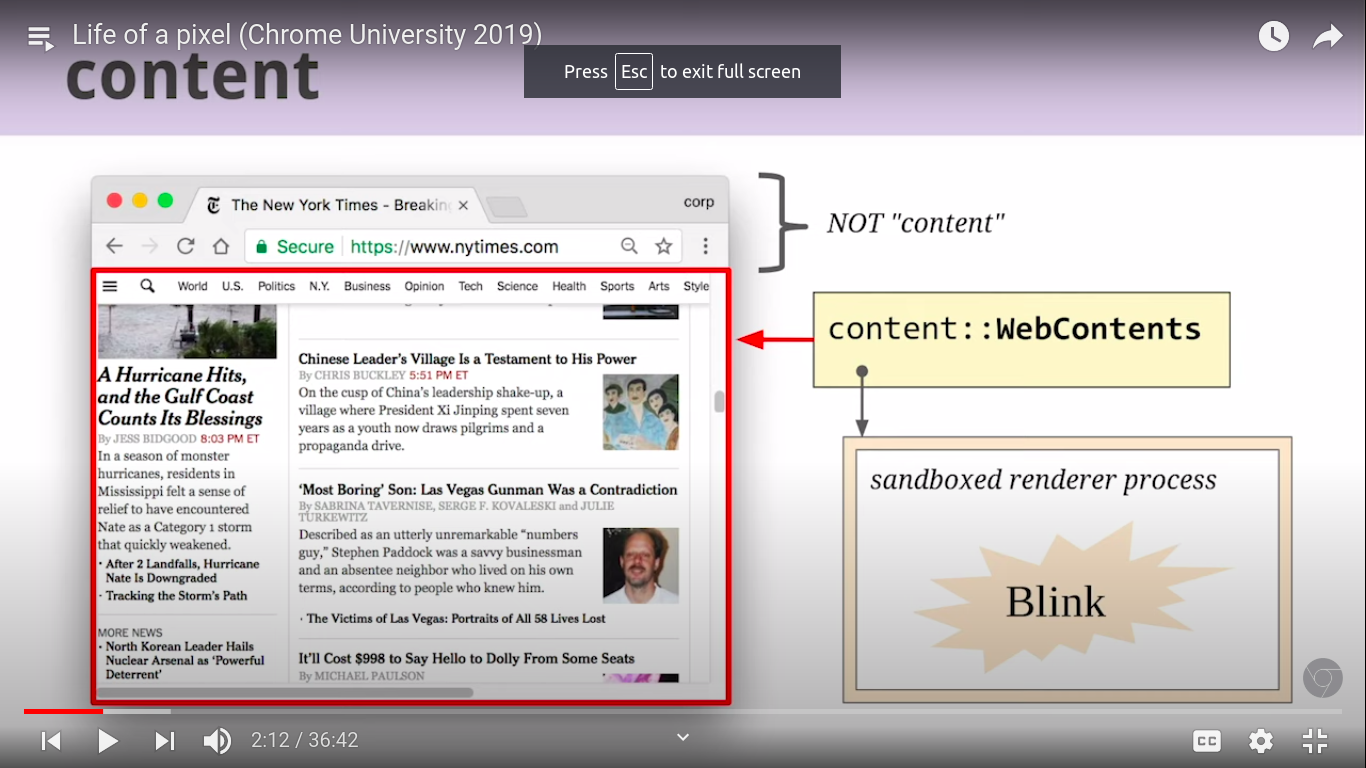 Life of a pixel (Chrome University 2019)
content
Press Esc to exit full screen
The New York Times - Breaking
corp
Secure https://www.nytimes.com
World U.S. Politics N.Y. Business Opinion Tech Science Health Sports Arts Style
A Hurricane Hits,
and the Gulf Coast
Counts Its Blessings
By JESS BIDGOOD 8:03 PM ET
In a season of monster
hurricanes, residents in
Mississippi felt a sense of
relief to have encountered
Nate as a Category 1 storm
that quickly weakened.
· After 2 Landfalls, Hurricane
Nate Is Downgraded
· Tracking the Storm's Path
MORE NEWS
· North Korean Leader Hails
Nuclear Arsenal as ‘Powerful
Deterrent’
Chinese Leader’s Village Is a Testament to His Power
By CHRIS BUCKLEY 5:51 PM ET
On the cusp of China’s leadership shake-up, a
village where President Xi Jinping spent seven
years as a youth now draws pilgrims and a
propaganda drive.
‘Most Boring’ Son: Las Vegas Gunman Was a Contradiction
By SABRINA TAVERNISE, SERGE F. KOVALESKI and JULIE
TURKEWITZ
Described as an utterly unremarkable “numbers
guy,” Stephen Paddock was a savvy businessman
and an absentee neighbor who lived on his own
terms, according to people who knew him.
· The Victims of Las Vegas: Portraits of All 58 Lives Lost
It’ll Cost $998 to Say Hello to Dolly From Some Seats
By MICHAEL PAULSON
NOT "content"
content::WebContents
sandboxed renderer process
Blink
2:12 / 36:42
CC